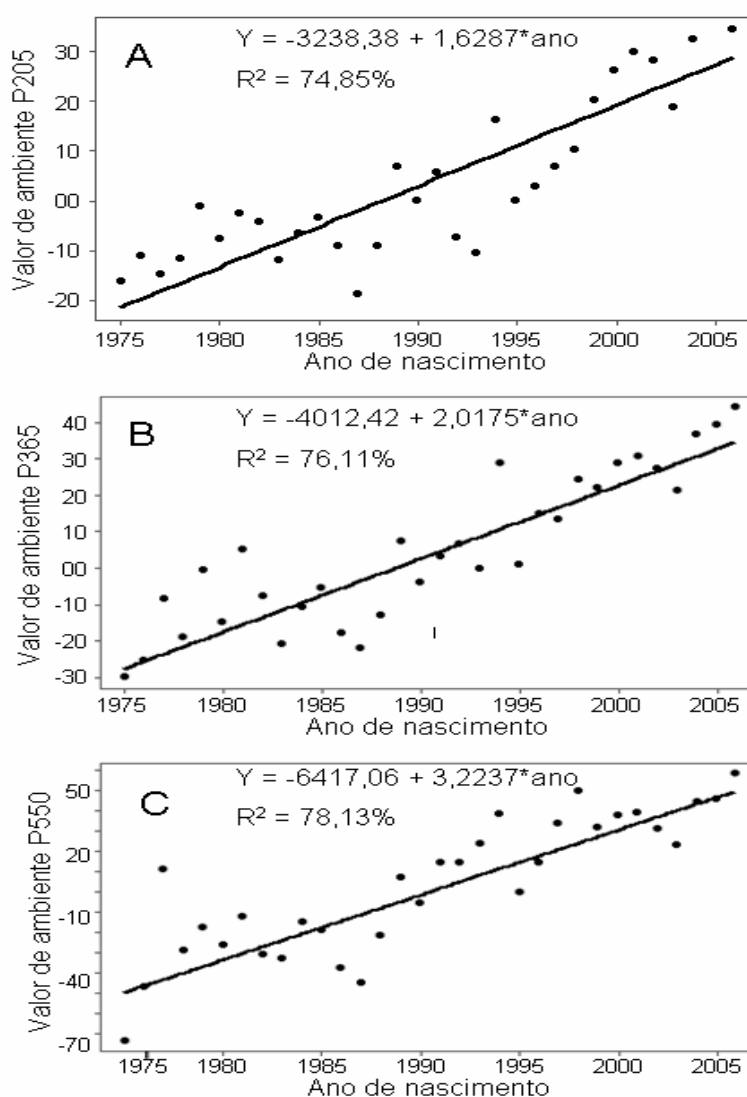 A
Y = -3238,38 + 1,6287*ano
R² = 74,85%
Valor de ambiente P205
30
20
10
00
-10
-20
1975 1980 1985 1990 1995 2000 2005
Ano de nascimento
B
Y = -4012,42 + 2,0175*ano
R² = 76,11%
Valor de ambiente P365
40
30
20
10
00
-10
-20
-30
1975 1980 1985 1990 1995 2000 2005
Ano de nascimento
C
Y = -6417,06 + 3,2237*ano
R² = 78,13%
Valor de ambiente P550
50
20
-10
-40
-70
1975 1980 1985 1990 1995 2000 2005
Ano de nascimento